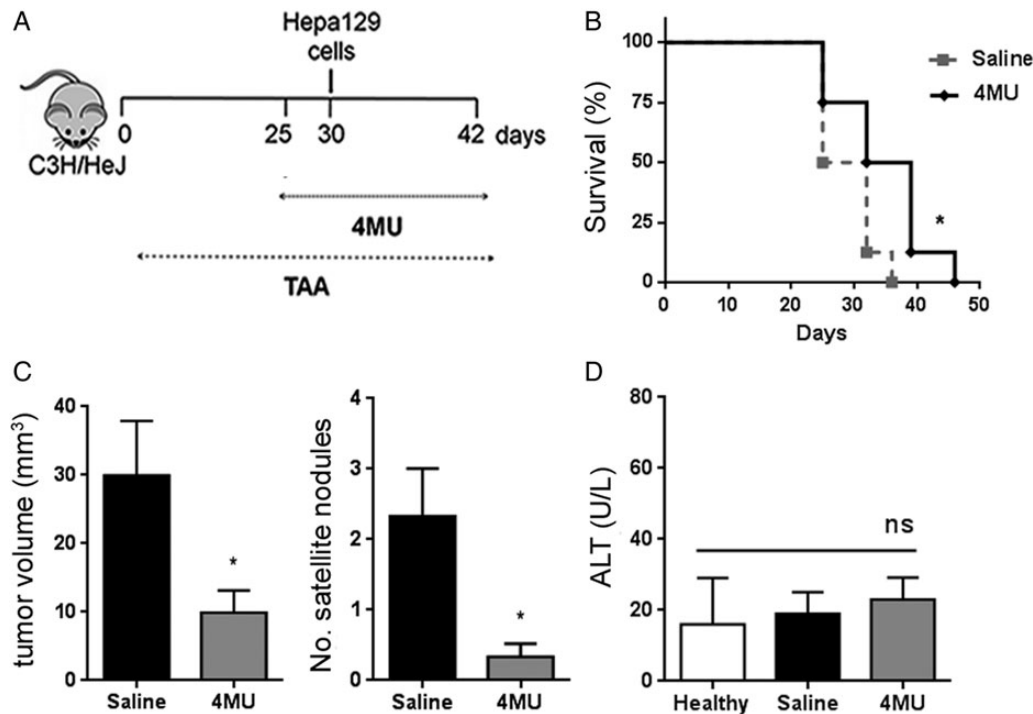 A
Hepa129
cells
0 25 30 42 days
C3H/HeJ
4MU
TAA
B
Survival (%)
100
75
50
25
0
0 10 20 30 40 50
Days
Saline
4MU
*
C
tumor volume (mm³)
40
30
20
10
0
*
Saline 4MU
No. satellite nodules
4
3
2
1
0
*
Saline 4MU
D
ALT (U/L)
80
60
40
20
0
ns
Healthy Saline 4MU